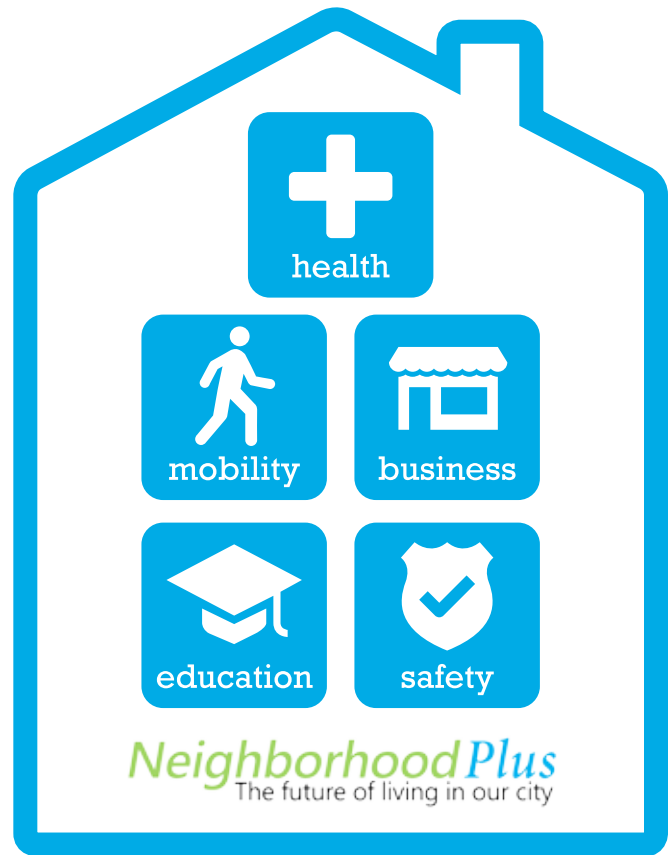 health
mobility
business
education
safety
NeighborhoodPlus
The future of living in our city